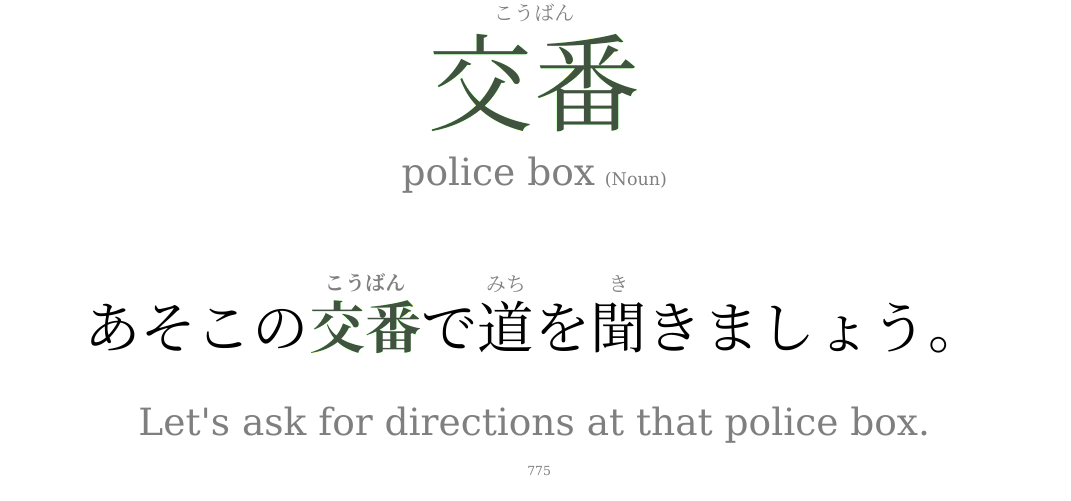 こうばん
交番
police box (Noun)
こうばん みち き
あそこの交番で道を聞きましょう。
Let's ask for directions at that police box.
775